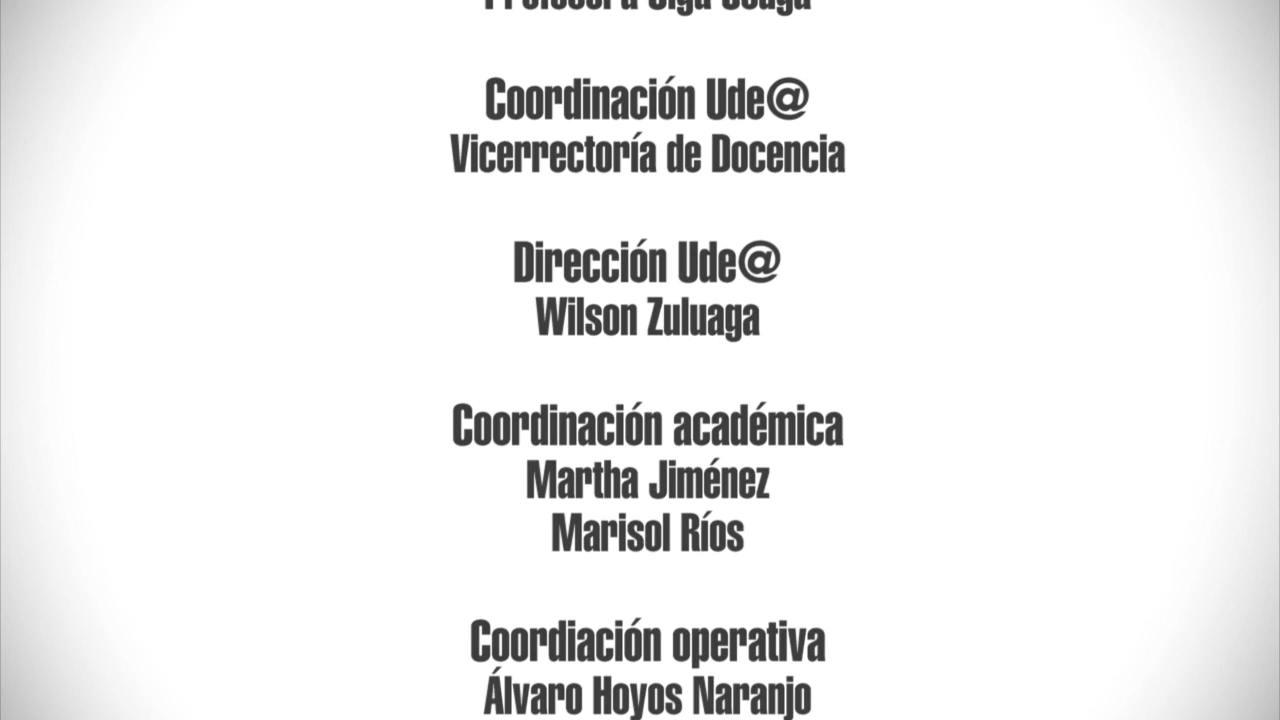 Coordinación Ude@
Vicerrectoría de Docencia
Dirección Ude@
Wilson Zuluaga
Coordinación académica
Martha Jiménez
Marisol Ríos
Coordiación operativa
Álvaro Hoyos Naranjo